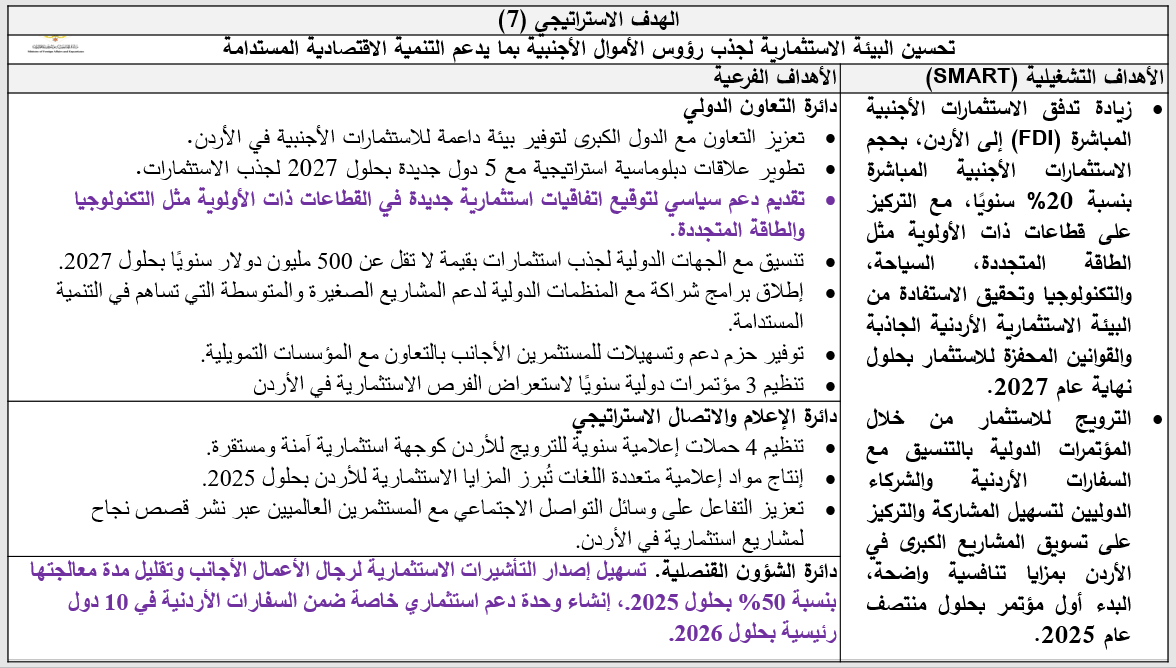 الهدف الاستراتيجي (7)
تحسين البيئة الاستثمارية لجذب رؤوس الأموال الأجنبية بما يدعم التنمية الاقتصادية المستدامة
الأهداف التشغيلية (SMART)
• زيادة تدفق الاستثمارات الأجنبية
المباشرة (FDI) إلى الأردن، بحجم
الاستثمارات الأجنبية المباشرة
بنسبة 20% سنويًا، مع التركيز
على قطاعات ذات الأولوية مثل
الطاقة المتجددة، السياحة،
والتكنولوجيا وتحقيق الاستفادة من
البيئة الاستثمارية الأردنية الجاذبة
والقوانين المحفزة للاستثمار بحلول
نهاية عام 2027.
• الترويج للاستثمار من خلال
المؤتمرات الدولية بالتنسيق مع
السفارات الأردنية والشركاء
الدوليين لتسهيل المشاركة والتركيز
على تسويق المشاريع الكبرى في
الأردن بمزايا تنافسية واضحة،
البدء أول مؤتمر بحلول منتصف
عام 2025.
الأهداف الفرعية
دائرة التعاون الدولي
• تعزيز التعاون مع الدول الكبرى لتوفير بيئة داعمة للاستثمارات الأجنبية في الأردن.
• تطوير علاقات دبلوماسية استراتيجية مع 5 دول جديدة بحلول 2027 لجذب الاستثمارات.
• تقديم دعم سياسي لتوقيع اتفاقيات استثمارية جديدة في القطاعات ذات الأولوية مثل التكنولوجيا
والطاقة المتجددة.
• تنسيق مع الجهات الدولية لجذب استثمارات بقيمة لا تقل عن 500 مليون دولار سنويًا بحلول 2027.
• إطلاق برامج شراكة مع المنظمات الدولية لدعم المشاريع الصغيرة والمتوسطة التي تساهم في التنمية
المستدامة.
• توفير حزم دعم وتسهيلات للمستثمرين الأجانب بالتعاون مع المؤسسات التمويلية.
• تنظيم 3 مؤتمرات دولية سنويًا لاستعراض الفرص الاستثمارية في الأردن
دائرة الإعلام والاتصال الاستراتيجي
• تنظيم 4 حملات إعلامية سنوية للترويج للأردن كوجهة استثمارية آمنة ومستقرة.
• إنتاج مواد إعلامية متعددة اللغات تُبرز المزايا الاستثمارية للأردن بحلول 2025.
• تعزيز التفاعل على وسائل التواصل الاجتماعي مع المستثمرين العالميين عبر نشر قصص نجاح
لمشاريع استثمارية في الأردن.
دائرة الشؤون القنصلية. تسهيل إصدار التأشيرات الاستثمارية لرجال الأعمال الأجانب وتقليل مدة معالجتها
بنسبة 50% بحلول 2025.، إنشاء وحدة دعم استثماري خاصة ضمن السفارات الأردنية في 10 دول
رئيسية بحلول 2026.